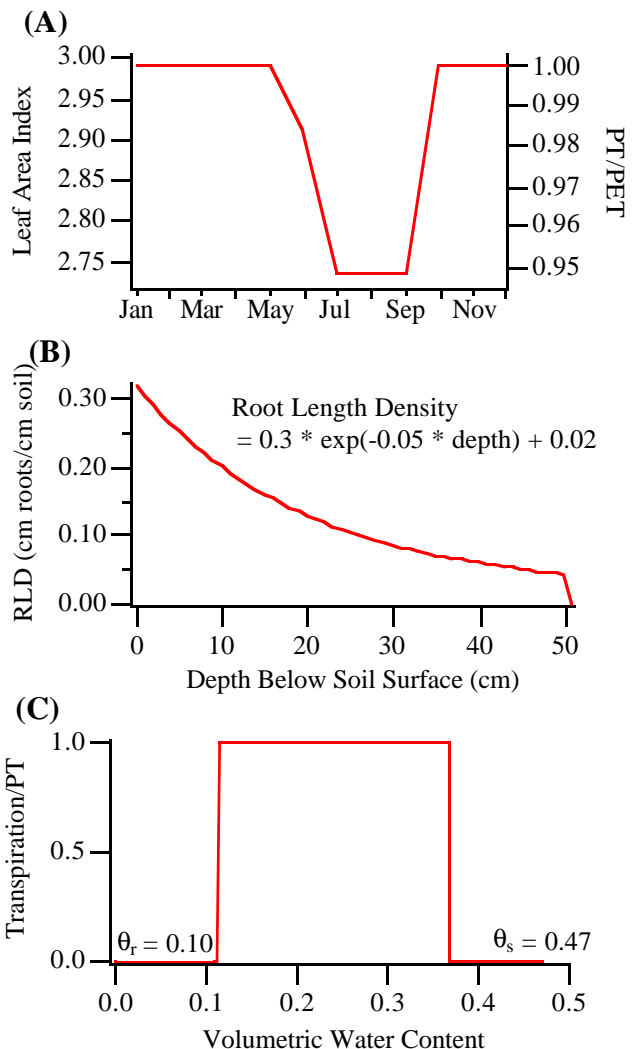 (A)
3.00
2.95
2.90
2.85
2.80
2.75
Leaf Area Index
1.00
0.99
0.98
0.97
0.96
0.95
PT/PET
Jan Mar May Jul Sep Nov
(B)
0.30
0.20
0.10
0.00
RLD (cm roots/cm soil)
Root Length Density
= 0.3 * exp(-0.05 * depth) + 0.02
0 10 20 30 40 50
Depth Below Soil Surface (cm)
(C)
1.0
0.5
0.0
Transpiration/PT
θr = 0.10
θs = 0.47
0.0 0.1 0.2 0.3 0.4 0.5
Volumetric Water Content